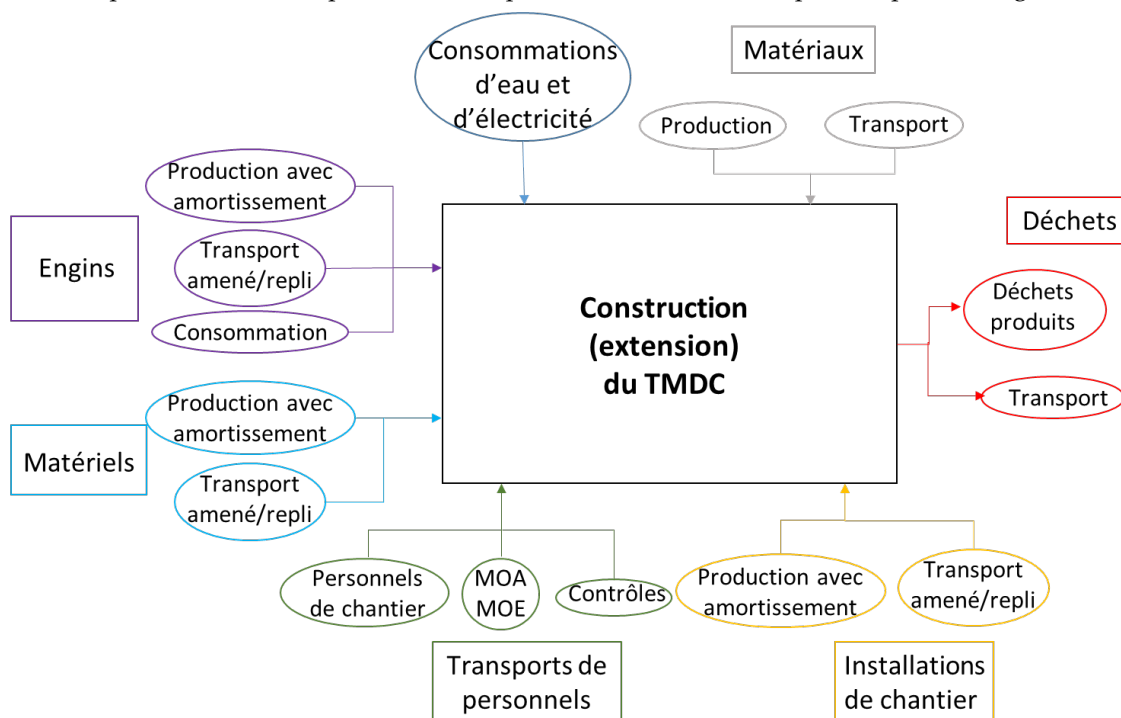 Consommations
d'eau et
d'électricité
Matériaux
Production
Transport
Engins
Production avec
amortissement
Transport
amené/repli
Consommation
Construction
(extension)
du TMDC
Déchets
Déchets
produits
Transport
Matériels
Production avec
amortissement
Transport
amené/repli
Personnels
de chantier
MOA
MOE
Contrôles
Transports de
personnels
Production avec
amortissement
Transport
amené/repli
Installations
de chantier